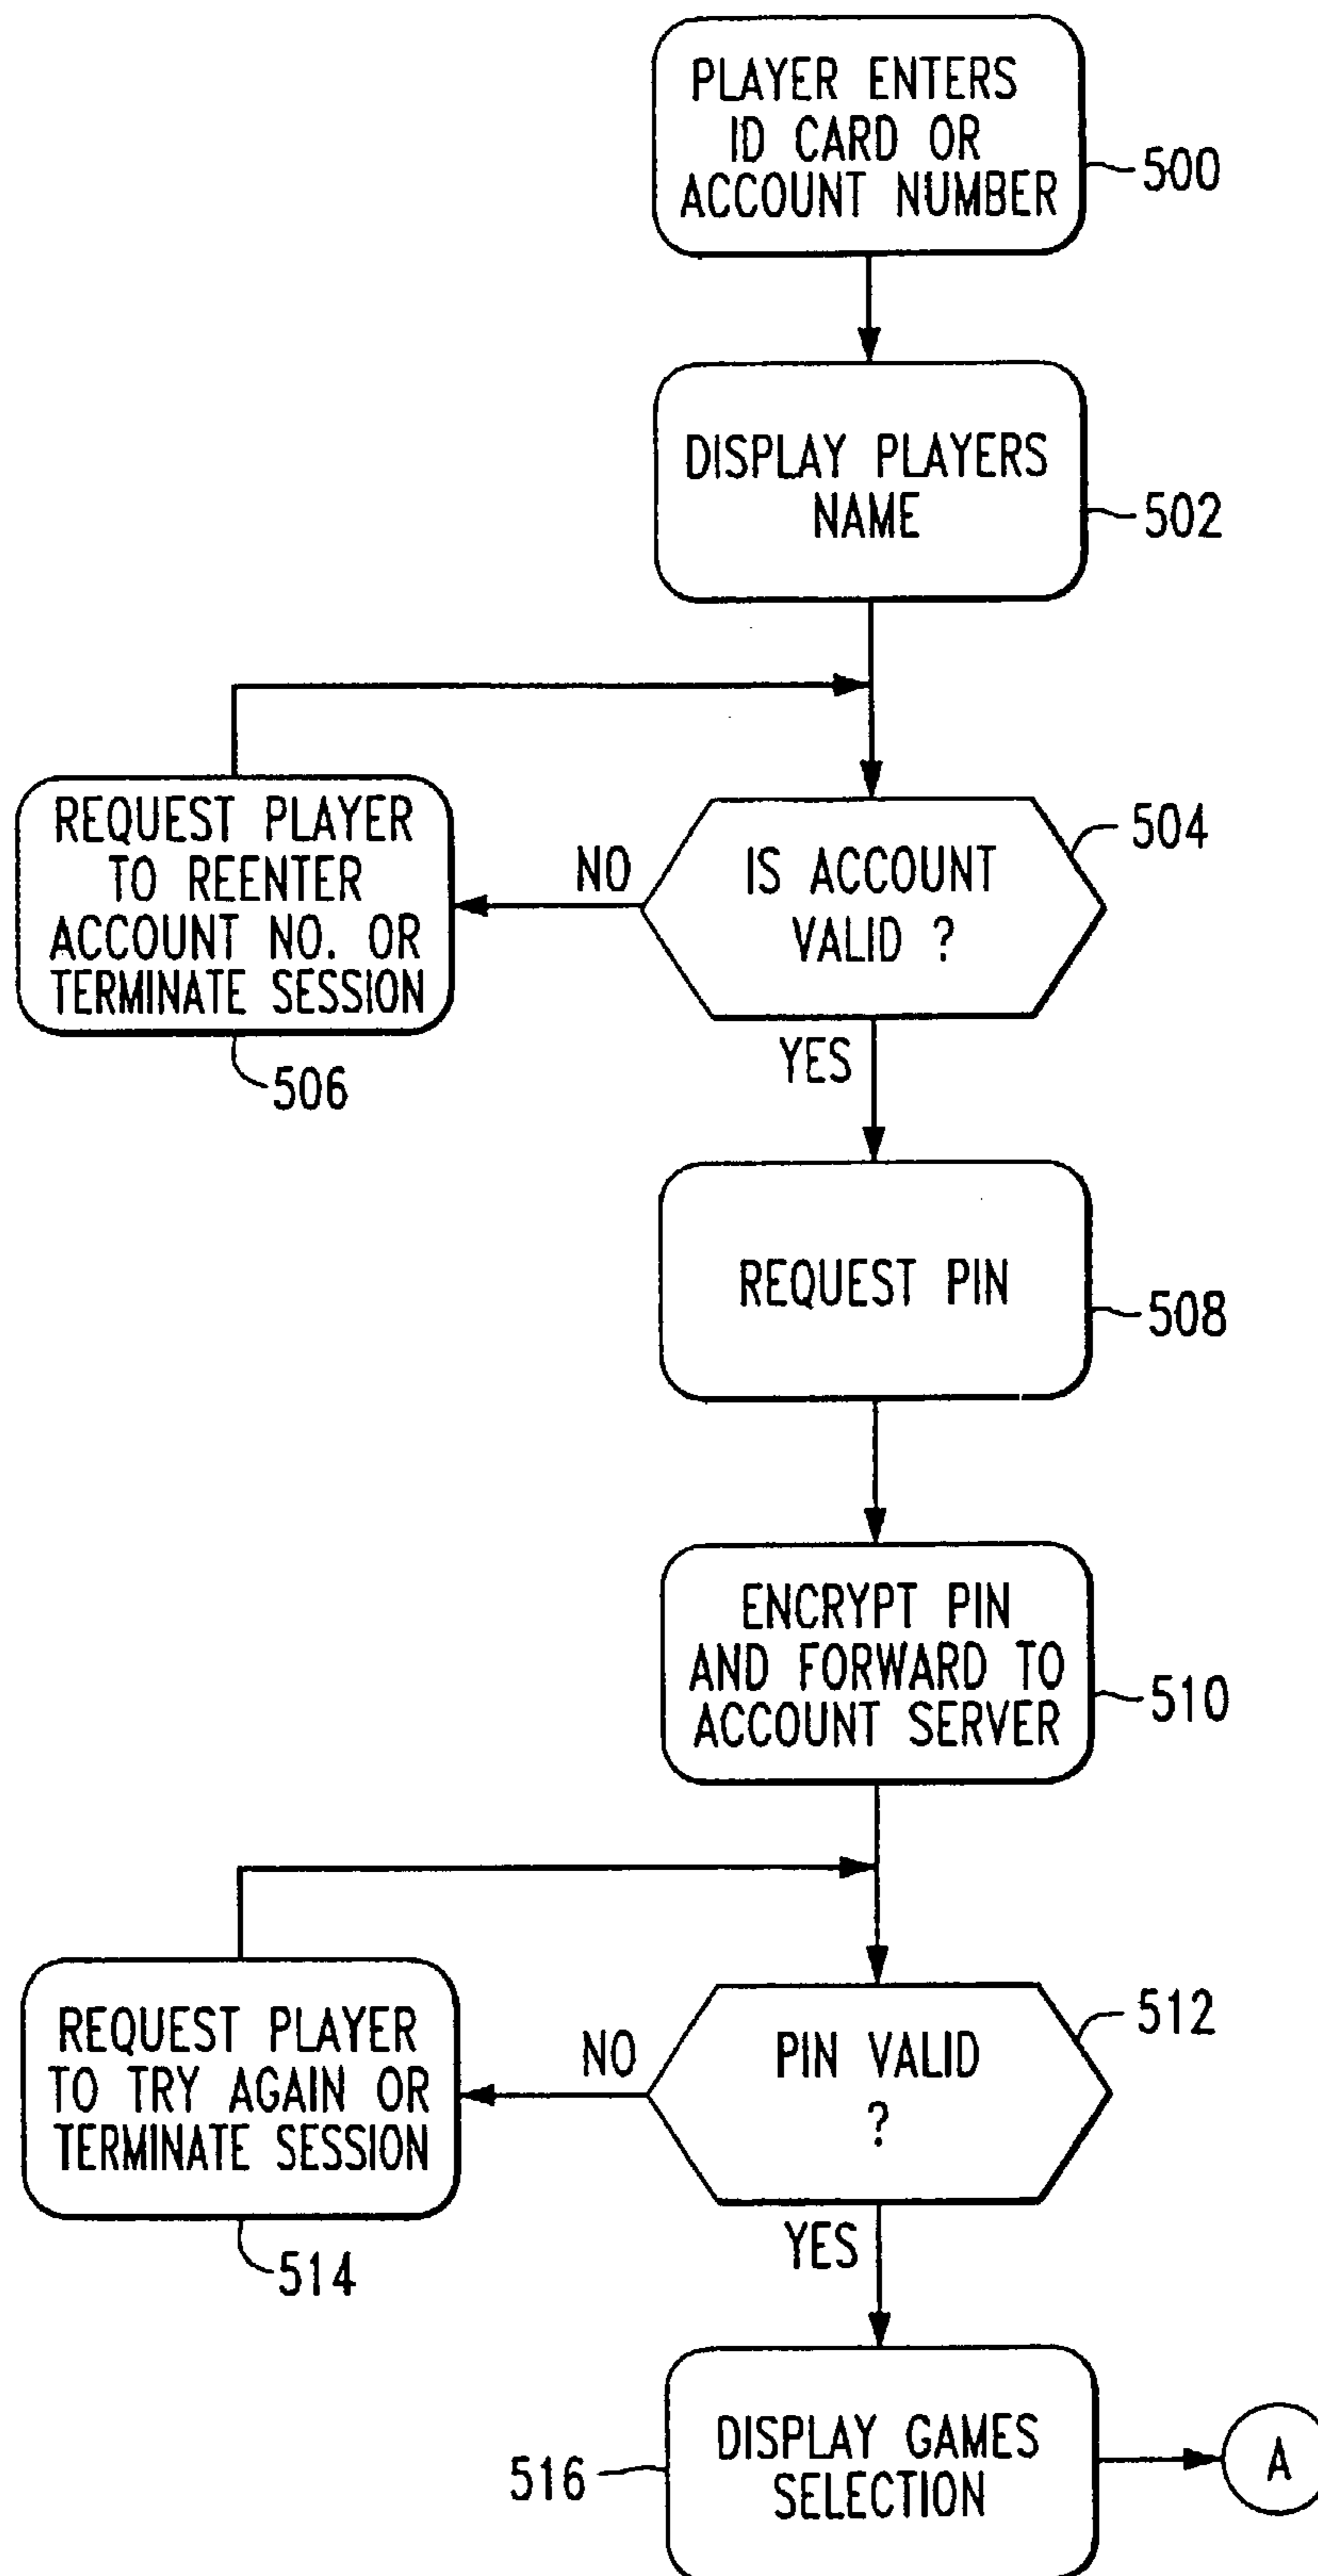 PLAYER ENTERS
ID CARD OR
ACCOUNT NUMBER
500
DISPLAY PLAYERS
NAME
502
IS ACCOUNT
VALID ?
504
NO
REQUEST PLAYER
TO REENTER
ACCOUNT NO. OR
TERMINATE SESSION
506
YES
REQUEST PIN
508
ENCRYPT PIN
AND FORWARD TO
ACCOUNT SERVER
510
PIN VALID
?
512
NO
REQUEST PLAYER
TO TRY AGAIN OR
TERMINATE SESSION
514
YES
DISPLAY GAMES
SELECTION
516
A